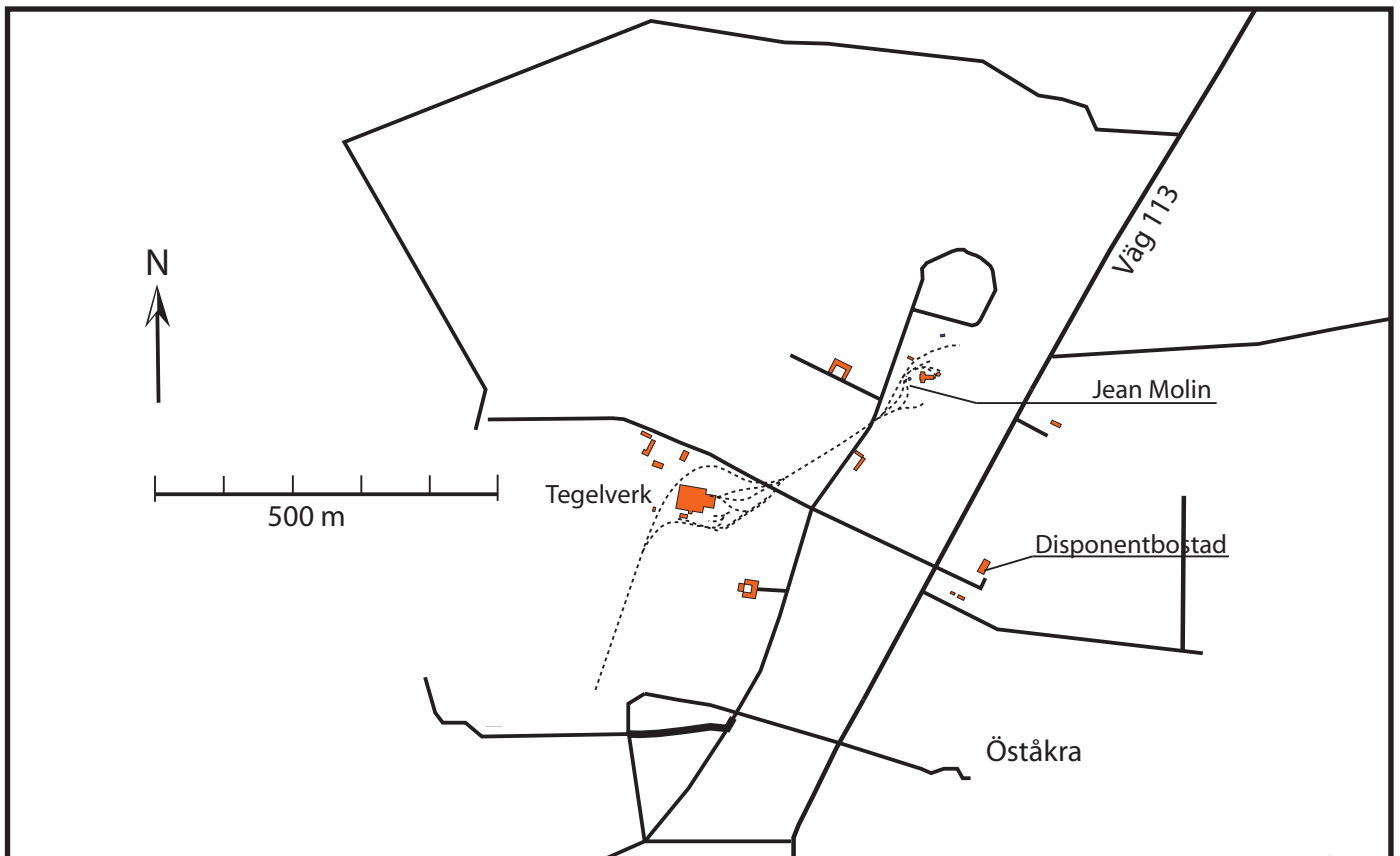 Väg 113
N
Jean Molin
Tegelverk
500 m
Disponentbostad
Öståkra